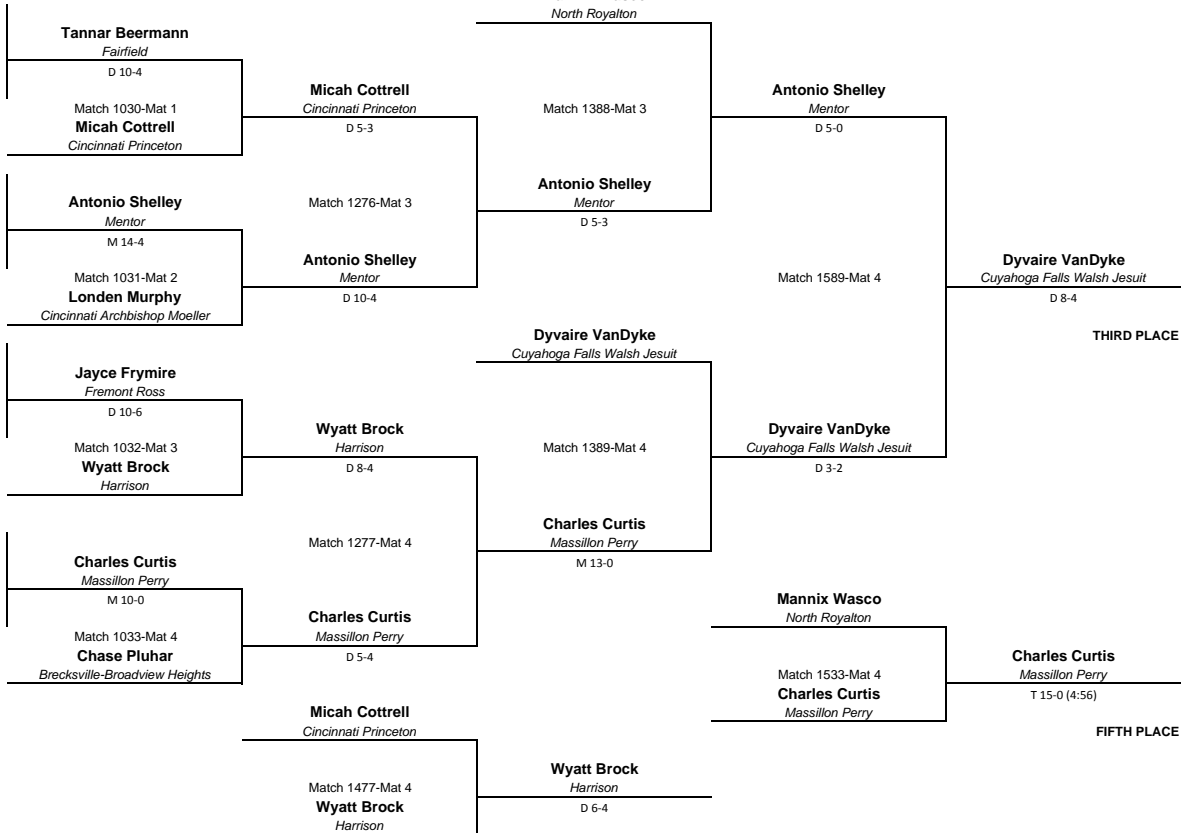 North Royalton
Tannar Beermann
Fairfield
D 10-4
Match 1030-Mat 1
Micah Cottrell
Cincinnati Princeton
Antonio Shelley
Mentor
M 14-4
Match 1031-Mat 2
Londen Murphy
Cincinnati Archbishop Moeller
Jayce Frymire
Fremont Ross
D 10-6
Match 1032-Mat 3
Wyatt Brock
Harrison
Charles Curtis
Massillon Perry
M 10-0
Match 1033-Mat 4
Chase Pluhar
Brecksville-Broadview Heights
Micah Cottrell
Cincinnati Princeton
D 5-3
Match 1276-Mat 3
Antonio Shelley
Mentor
D 10-4
Wyatt Brock
Harrison
D 8-4
Match 1277-Mat 4
Charles Curtis
Massillon Perry
D 5-4
Micah Cottrell
Cincinnati Princeton
Match 1477-Mat 4
Wyatt Brock
Harrison
Match 1388-Mat 3
Antonio Shelley
Mentor
D 5-3
Dyvaire VanDyke
Cuyahoga Falls Walsh Jesuit
Match 1389-Mat 4
Charles Curtis
Massillon Perry
M 13-0
Wyatt Brock
Harrison
D 6-4
Antonio Shelley
Mentor
D 5-0
Match 1589-Mat 4
Dyvaire VanDyke
Cuyahoga Falls Walsh Jesuit
D 3-2
Mannix Wasco
North Royalton
Match 1533-Mat 4
Charles Curtis
Massillon Perry
Dyvaire VanDyke
Cuyahoga Falls Walsh Jesuit
D 8-4
THIRD PLACE
Charles Curtis
Massillon Perry
T 15-0 (4:56)
FIFTH PLACE